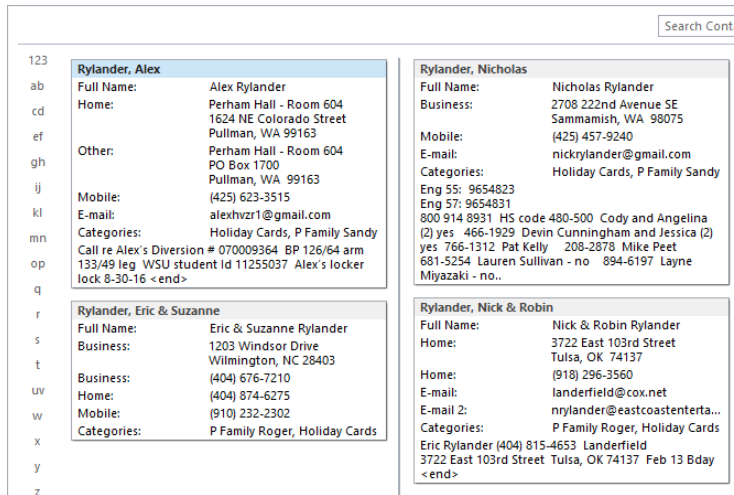 Search Cont
123
ab
cd
ef
gh
ij
kl
mn
op
q
r
s
t
uv
w
x
y
z
Rylander, Alex
Full Name: Alex Rylander
Home: Perham Hall - Room 604
1624 NE Colorado Street
Pullman, WA 99163
Other: Perham Hall - Room 604
PO Box 1700
Pullman, WA 99163
Mobile: (425) 623-3515
E-mail: alexhvzr1@gmail.com
Categories: Holiday Cards, P Family Sandy
Call re Alex's Diversion # 070009364 BP 126/64 arm
133/49 leg WSU student Id 11255037 Alex's locker
lock 8-30-16 <end>
Rylander, Eric & Suzanne
Full Name: Eric & Suzanne Rylander
Business: 1203 Windsor Drive
Wilmington, NC 28403
Business: (404) 676-7210
Home: (404) 874-6275
Mobile: (910) 232-2302
Categories: P Family Roger, Holiday Cards
Rylander, Nicholas
Full Name: Nicholas Rylander
Business: 2708 222nd Avenue SE
Sammamish, WA 98075
Mobile: (425) 457-9240
E-mail: nickrylander@gmail.com
Categories: Holiday Cards, P Family Sandy
Eng 55: 9654823
Eng 57: 9654831
800 914 8931 HS code 480-500 Cody and Angelina
(2) yes 466-1929 Devin Cunningham and Jessica (2)
yes 766-1312 Pat Kelly 208-2878 Mike Peet
681-5254 Lauren Sullivan - no 894-6197 Layne
Miyazaki - no..
Rylander, Nick & Robin
Full Name: Nick & Robin Rylander
Home: 3722 East 103rd Street
Tulsa, OK 74137
Home: (918) 296-3560
E-mail: landerfield@cox.net
E-mail 2: nrylander@eastcoastenterta...
Categories: P Family Roger, Holiday Cards
Eric Rylander (404) 815-4653 Landerfield
3722 East 103rd Street Tulsa, OK 74137 Feb 13 Bday
<end>